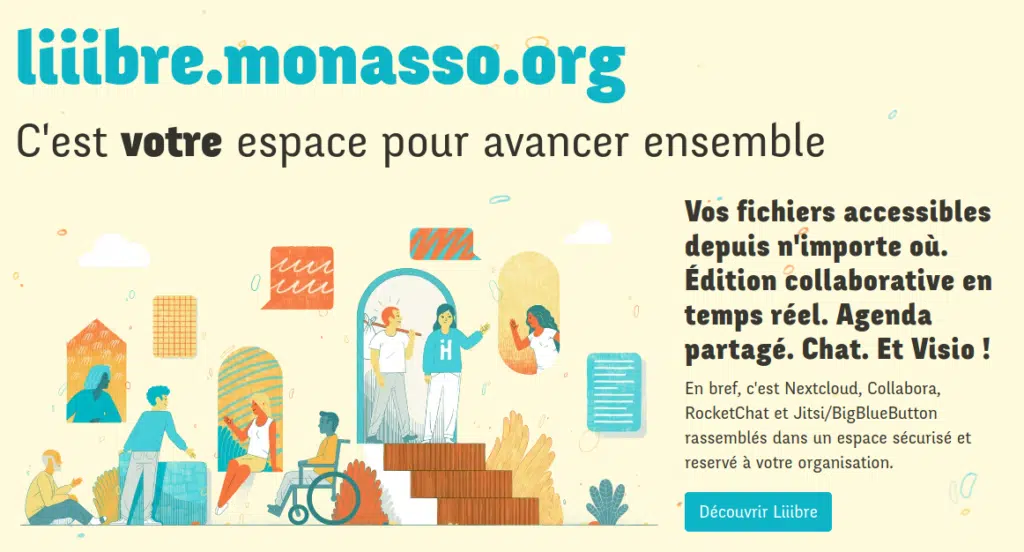 liiibre.monasso.org
C'est votre espace pour avancer ensemble
Vos fichiers accessibles
depuis n'importe où.
Édition collaborative en
temps réel. Agenda
partagé. Chat. Et Visio !
En bref, c'est Nextcloud, Collabora,
RocketChat et Jitsi/BigBlueButton
rassemblés dans un espace sécurisé et
reservé à votre organisation.
Découvrir Liiibre